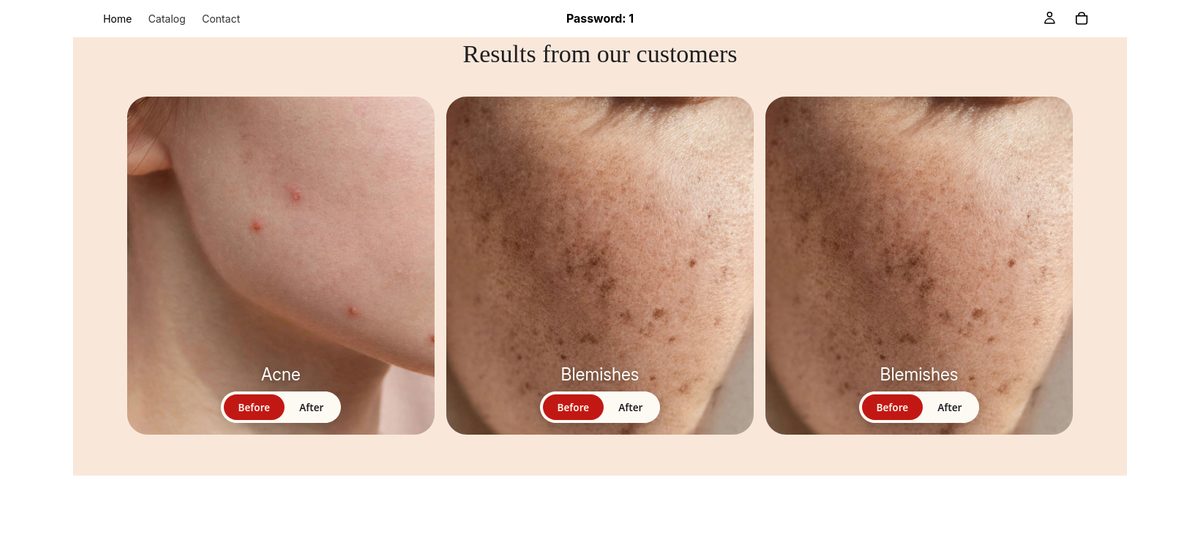 Home Catalog Contact Password: 1
Results from our customers
Acne
Before After
Blemishes
Before After
Blemishes
Before After